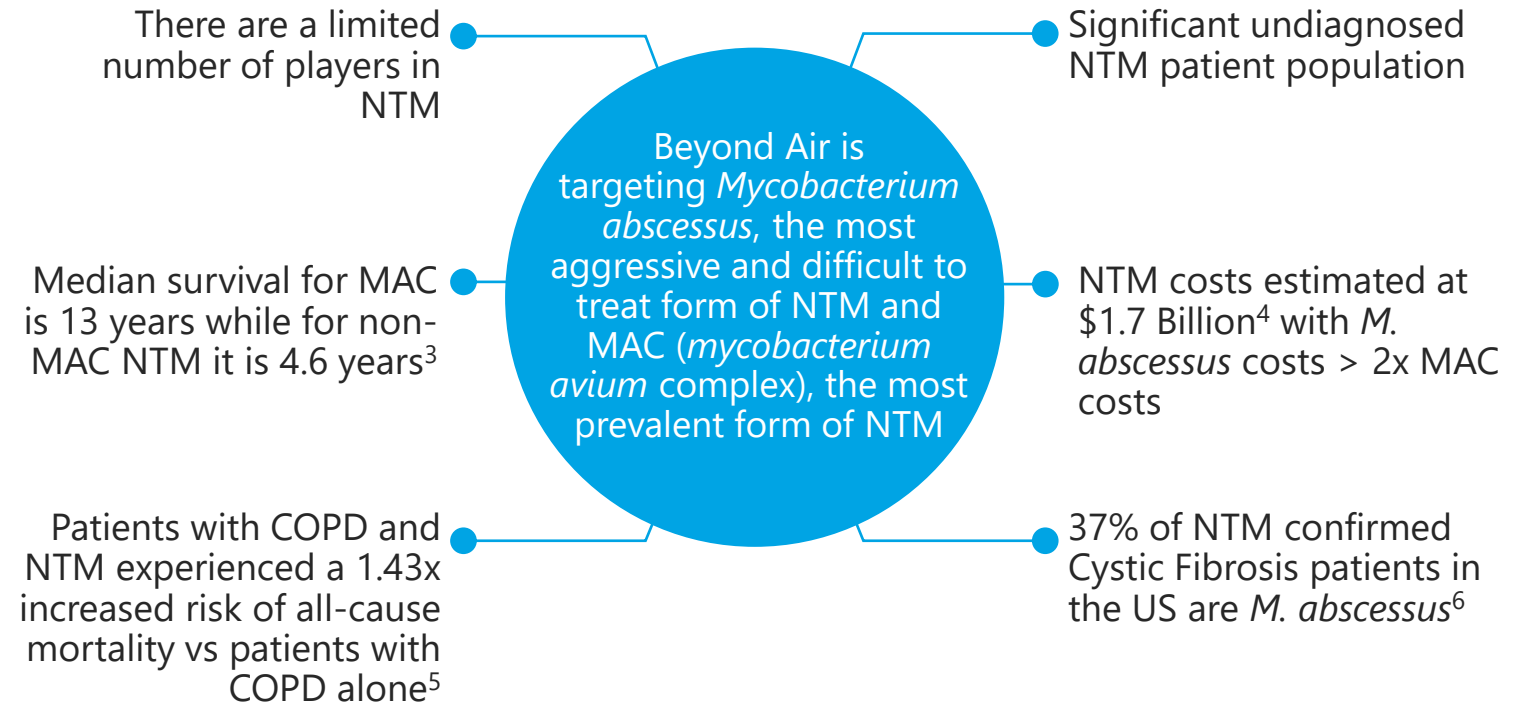 There are a limited
number of players in
NTM
Significant undiagnosed
NTM patient population
Beyond Air is
targeting Mycobacterium
abscessus, the most
aggressive and difficult to
treat form of NTM and
MAC (mycobacterium
avium complex), the most
prevalent form of NTM
Median survival for MAC
is 13 years while for non-
MAC NTM it is 4.6 years³
NTM costs estimated at
$1.7 Billion⁴ with M.
abscessus costs > 2x MAC
costs
Patients with COPD and
NTM experienced a 1.43x
increased risk of all-cause
mortality vs patients with
COPD alone⁵
37% of NTM confirmed
Cystic Fibrosis patients in
the US are M. abscessus⁶